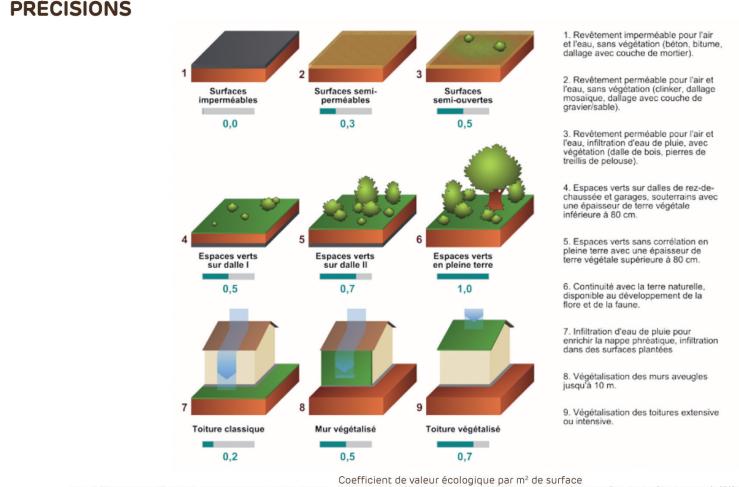 PRÉCISIONS
1
Surfaces
imperméables
0,0
2
Surfaces semi-
perméables
0,3
3
Surfaces
semi-ouvertes
0,5
4
Espaces verts
sur dalle I
0,5
5
Espaces verts
sur dalle II
0,7
6
Espaces verts
en pleine terre
1,0
7
Toiture classique
0,2
8
Mur végétalisé
0,5
9
Toiture végétalisé
0,7
1. Revêtement imperméable pour l'air
et l'eau, sans végétation (béton, bitume,
dallage avec couche de mortier).
2. Revêtement perméable pour l'air et
l'eau, sans végétation (clinker, dallage
mosaique, dallage avec couche de
gravier/sable).
3. Revêtement perméable pour l'air et
l'eau, infiltration d'eau de pluie, avec
végétation (dalle de bois, pierres de
treillis de pelouse).
4. Espaces verts sur dalles de rez-de-
chaussée et garages, souterrains avec
une épaisseur de terre végétale
inférieure à 80 cm.
5. Espaces verts sans corrélation en
pleine terre avec une épaisseur de
terre végétale supérieure à 80 cm.
6. Continuité avec la terre naturelle,
disponible au développement de la
flore et de la faune.
7. Infiltration d'eau de pluie pour
enrichir la nappe phréatique, infiltration
dans des surfaces plantées
8. Végétalisation des murs aveugles
jusqu'à 10 m.
9. Végétalisation des toitures extensive
ou intensive.
Coefficient de valeur écologique par m² de surface